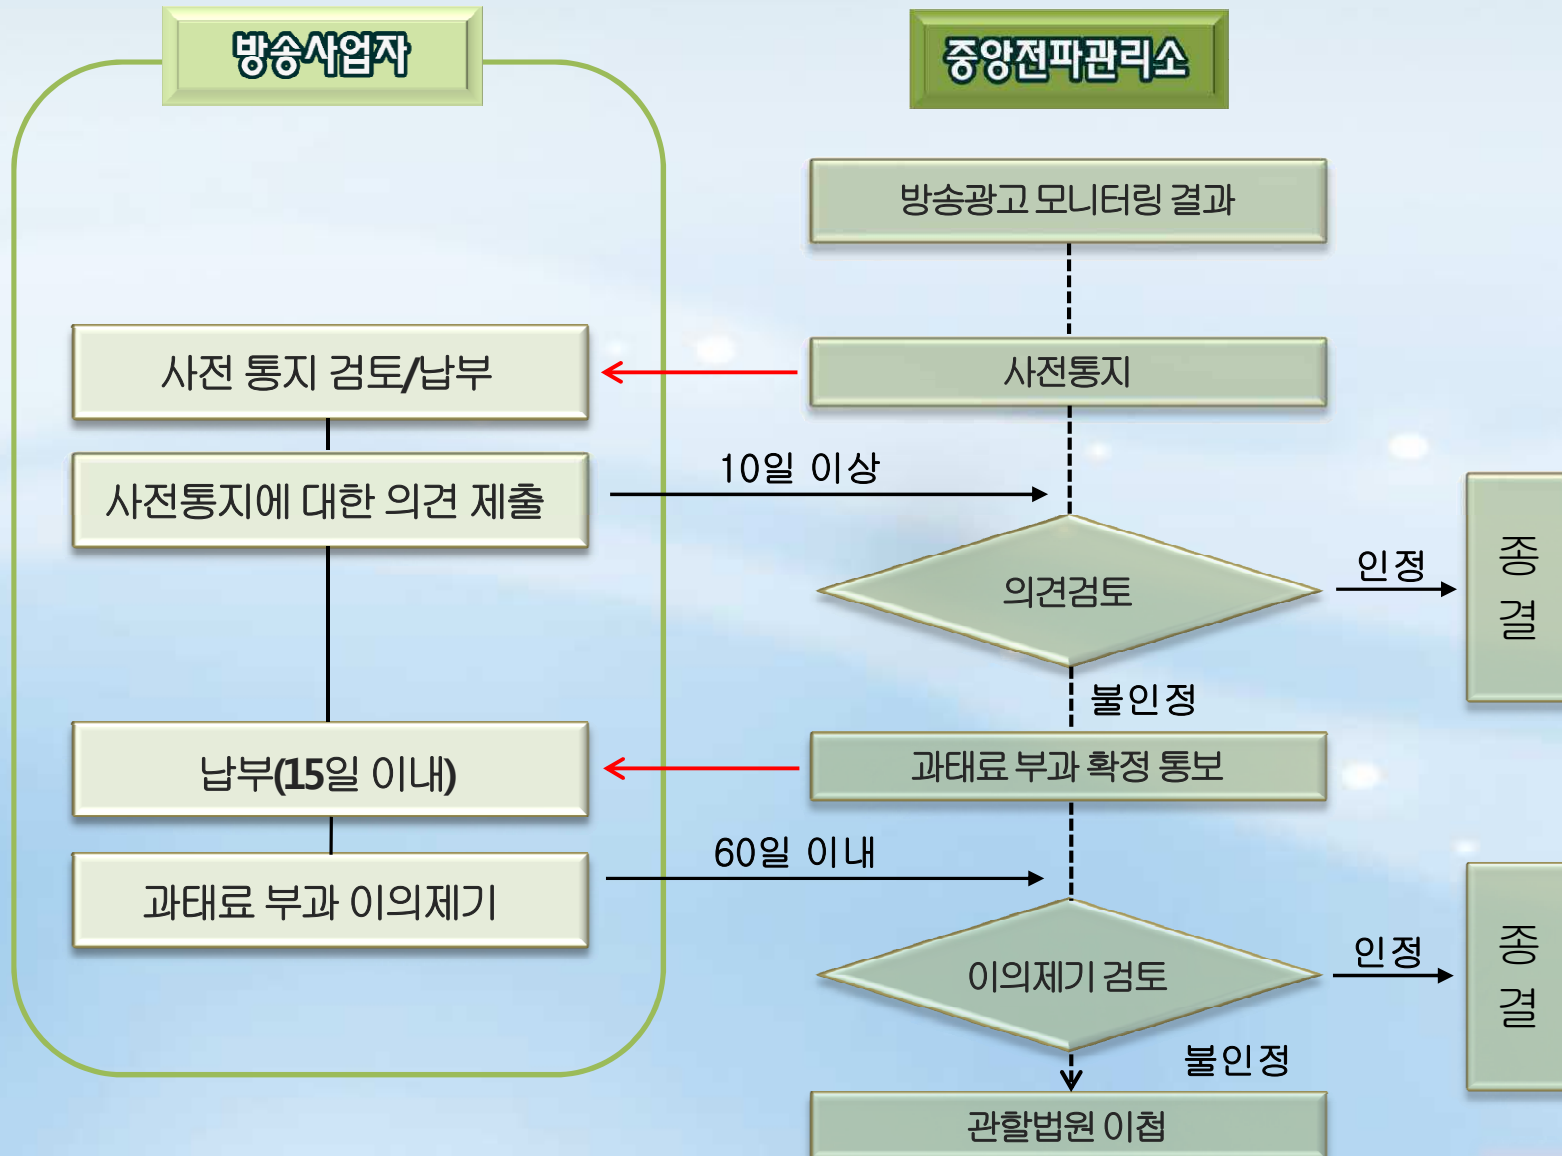 방송사업자
중앙전파관리소
방송광고 모니터링 결과
사전 통지 검토/납부
사전통지
10일 이상
사전통지에 대한 의견 제출
의견검토
인정
종
결
불인정
납부(15일 이내)
과태료 부과 확정 통보
60일 이내
과태료 부과 이의제기
이의제기 검토
인정
종
결
불인정
관할법원 이첩